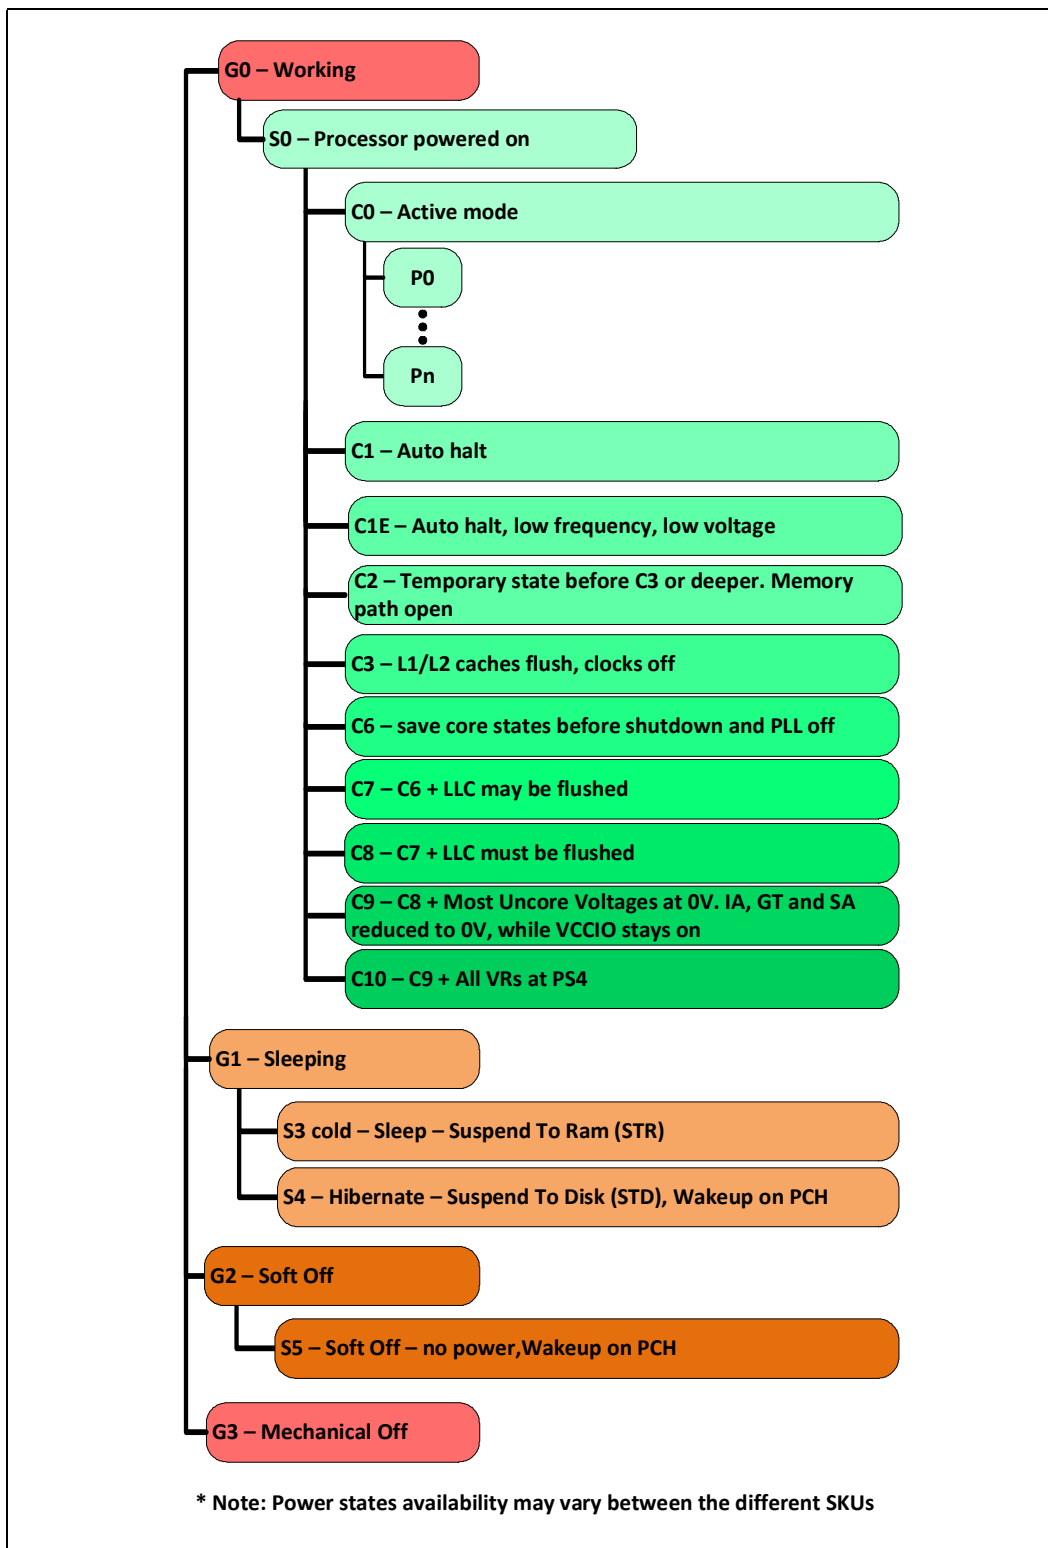 G0 – Working
S0 – Processor powered on
C0 – Active mode
P0
Pn
C1 – Auto halt
C1E – Auto halt, low frequency, low voltage
C2 – Temporary state before C3 or deeper. Memory
path open
C3 – L1/L2 caches flush, clocks off
C6 – save core states before shutdown and PLL off
C7 – C6 + LLC may be flushed
C8 – C7 + LLC must be flushed
C9 – C8 + Most Uncore Voltages at 0V. IA, GT and SA
reduced to 0V, while VCCIO stays on
C10 – C9 + All VRs at PS4
G1 – Sleeping
S3 cold – Sleep – Suspend To Ram (STR)
S4 – Hibernate – Suspend To Disk (STD), Wakeup on PCH
G2 – Soft Off
S5 – Soft Off – no power,Wakeup on PCH
G3 – Mechanical Off
* Note: Power states availability may vary between the different SKUs